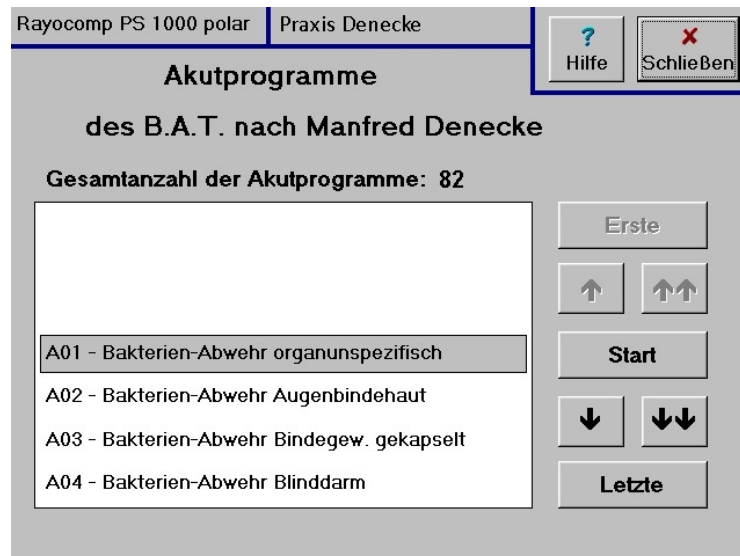 Rayocomp PS 1000 polar
Praxis Denecke
?
Hilfe
x
Schließen
Akutprogramme
des B.A.T. nach Manfred Denecke
Gesamtanzahl der Akutprogramme: 82
Erste
↑ ↑↑
A01 - Bakterien-Abwehr organunspezifisch
Start
A02 - Bakterien-Abwehr Augenbindehaut
A03 - Bakterien-Abwehr Bindegew. gekapselt
↓ ↓↓
A04 - Bakterien-Abwehr Blinddarm
Letzte